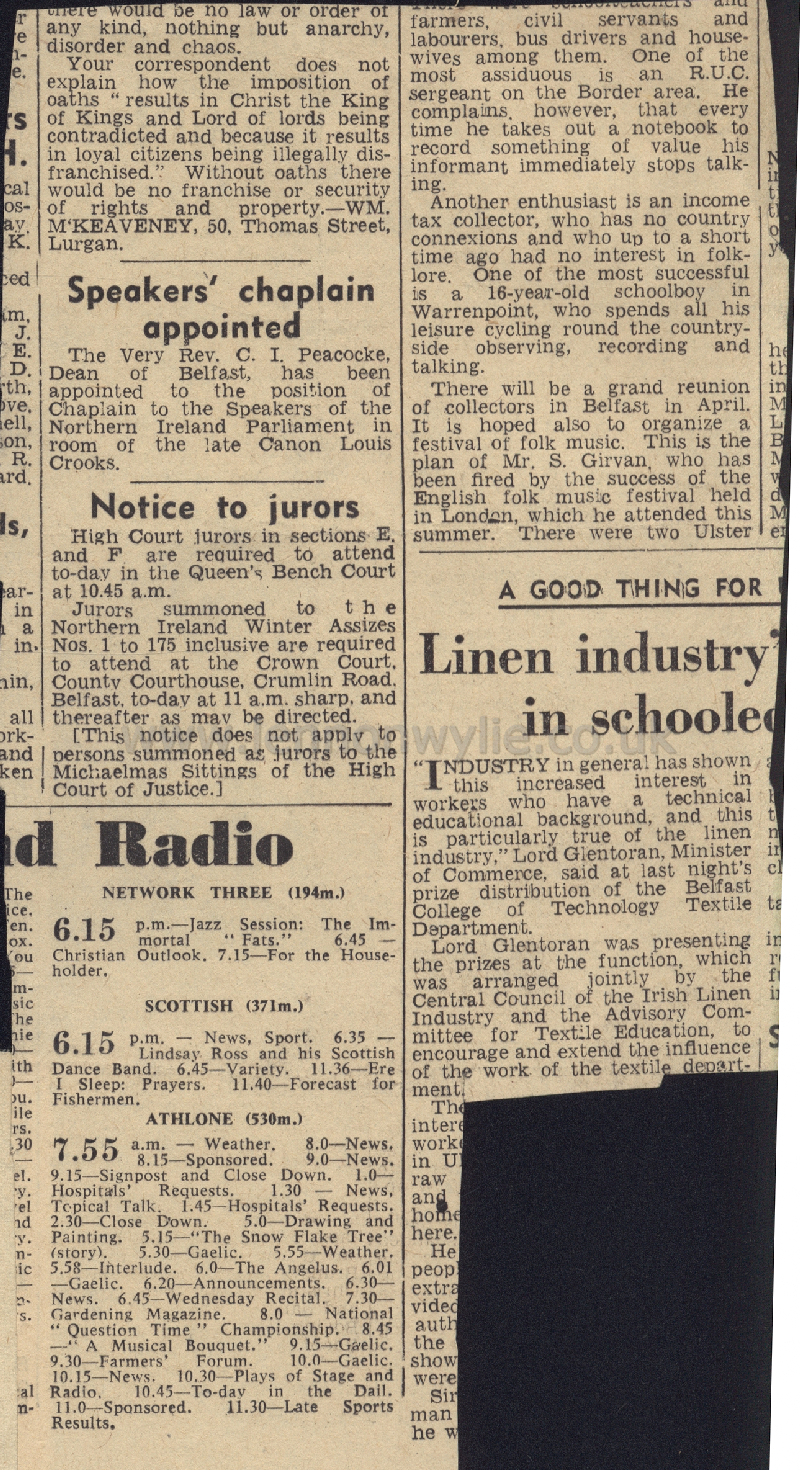 there would be no law or order of
any kind, nothing but anarchy,
disorder and chaos.
Your correspondent does not
explain how the imposition of
oaths " results in Christ the King
of Kings and Lord of lords being
contradicted and because it results
in loyal citizens being illegally dis-
franchised." Without oaths there
would be no franchise or security
of rights and property.—WM.
M'KEAVENEY, 50, Thomas Street,
Lurgan.
Speakers' chaplain
appointed
The Very Rev. C. I. Peacocke,
Dean of Belfast, has been
appointed to the position of
Chaplain to the Speakers of the
Northern Ireland Parliament in
room of the late Canon Louis
Crooks.
Notice to jurors
High Court jurors in sections E.
and F are required to attend
to-day in the Queen's Bench Court
at 10.45 a.m.
Jurors summoned to the
Northern Ireland Winter Assizes
Nos. 1 to 175 inclusive are required
to attend at the Crown Court,
County Courthouse, Crumlin Road,
Belfast, to-day at 11 a.m. sharp, and
thereafter as may be directed.
[This notice does not apply to
persons summoned as jurors to the
Michaelmas Sittings of the High
Court of Justice.]
d Radio
NETWORK THREE (194m.)
6.15 p.m.—Jazz Session: The Im-
mortal " Fats." 6.45 —
Christian Outlook. 7.15—For the House-
holder.
SCOTTISH (371m.)
6.15 p.m. — News, Sport. 6.35 —
Lindsay Ross and his Scottish
Dance Band. 6.45—Variety. 11.36—Ere
I Sleep: Prayers. 11.40—Forecast for
Fishermen.
ATHLONE (530m.)
7.55 a.m. — Weather. 8.0—News.
8.15—Sponsored. 9.0—News.
9.15—Signpost and Close Down. 1.0—
Hospitals' Requests. 1.30 — News,
Topical Talk. 1.45—Hospitals' Requests.
2.30—Close Down. 5.0—Drawing and
Painting. 5.15—"The Snow Flake Tree"
(story). 5.30—Gaelic. 5.55—Weather.
5.58—Interlude. 6.0—The Angelus. 6.01
—Gaelic. 6.20—Announcements. 6.30—
News. 6.45—Wednesday Recital. 7.30—
Gardening Magazine. 8.0 — National
" Question Time " Championship. 8.45
—" A Musical Bouquet." 9.15—Gaelic.
9.30—Farmers' Forum. 10.0—Gaelic.
10.15—News. 10.30—Plays of Stage and
Radio. 10.45—To-day in the Dail.
11.0—Sponsored. 11.30—Late Sports
Results.
farmers, civil servants and
labourers, bus drivers and house-
wives among them. One of the
most assiduous is an R.U.C.
sergeant on the Border area. He
complains, however, that every
time he takes out a notebook to
record something of value his
informant immediately stops talk-
ing.
Another enthusiast is an income
tax collector, who has no country
connexions and who up to a short
time ago had no interest in folk-
lore. One of the most successful
is a 16-year-old schoolboy in
Warrenpoint, who spends all his
leisure cycling round the country-
side observing, recording and
talking.
There will be a grand reunion
of collectors in Belfast in April.
It is hoped also to organize a
festival of folk music. This is the
plan of Mr. S. Girvan, who has
been fired by the success of the
English folk music festival held
in London, which he attended this
summer. There were two Ulster
A GOOD THING FOR
Linen industry'
in schooled
"INDUSTRY in general has shown
this increased interest in
workers who have a technical
educational background, and this
is particularly true of the linen
industry," Lord Glentoran, Minister
of Commerce, said at last night's
prize distribution of the Belfast
College of Technology Textile
Department.
Lord Glentoran was presenting
the prizes at the function, which
was arranged jointly by the
Central Council of the Irish Linen
Industry and the Advisory Com-
mittee for Textile Education, to
encourage and extend the influence
of the work of the textile depart-
ment.
The
intere
work
in U
raw
and
home
here.
He
peop
extra
video
auth
the
show
were
Sir
man
he w